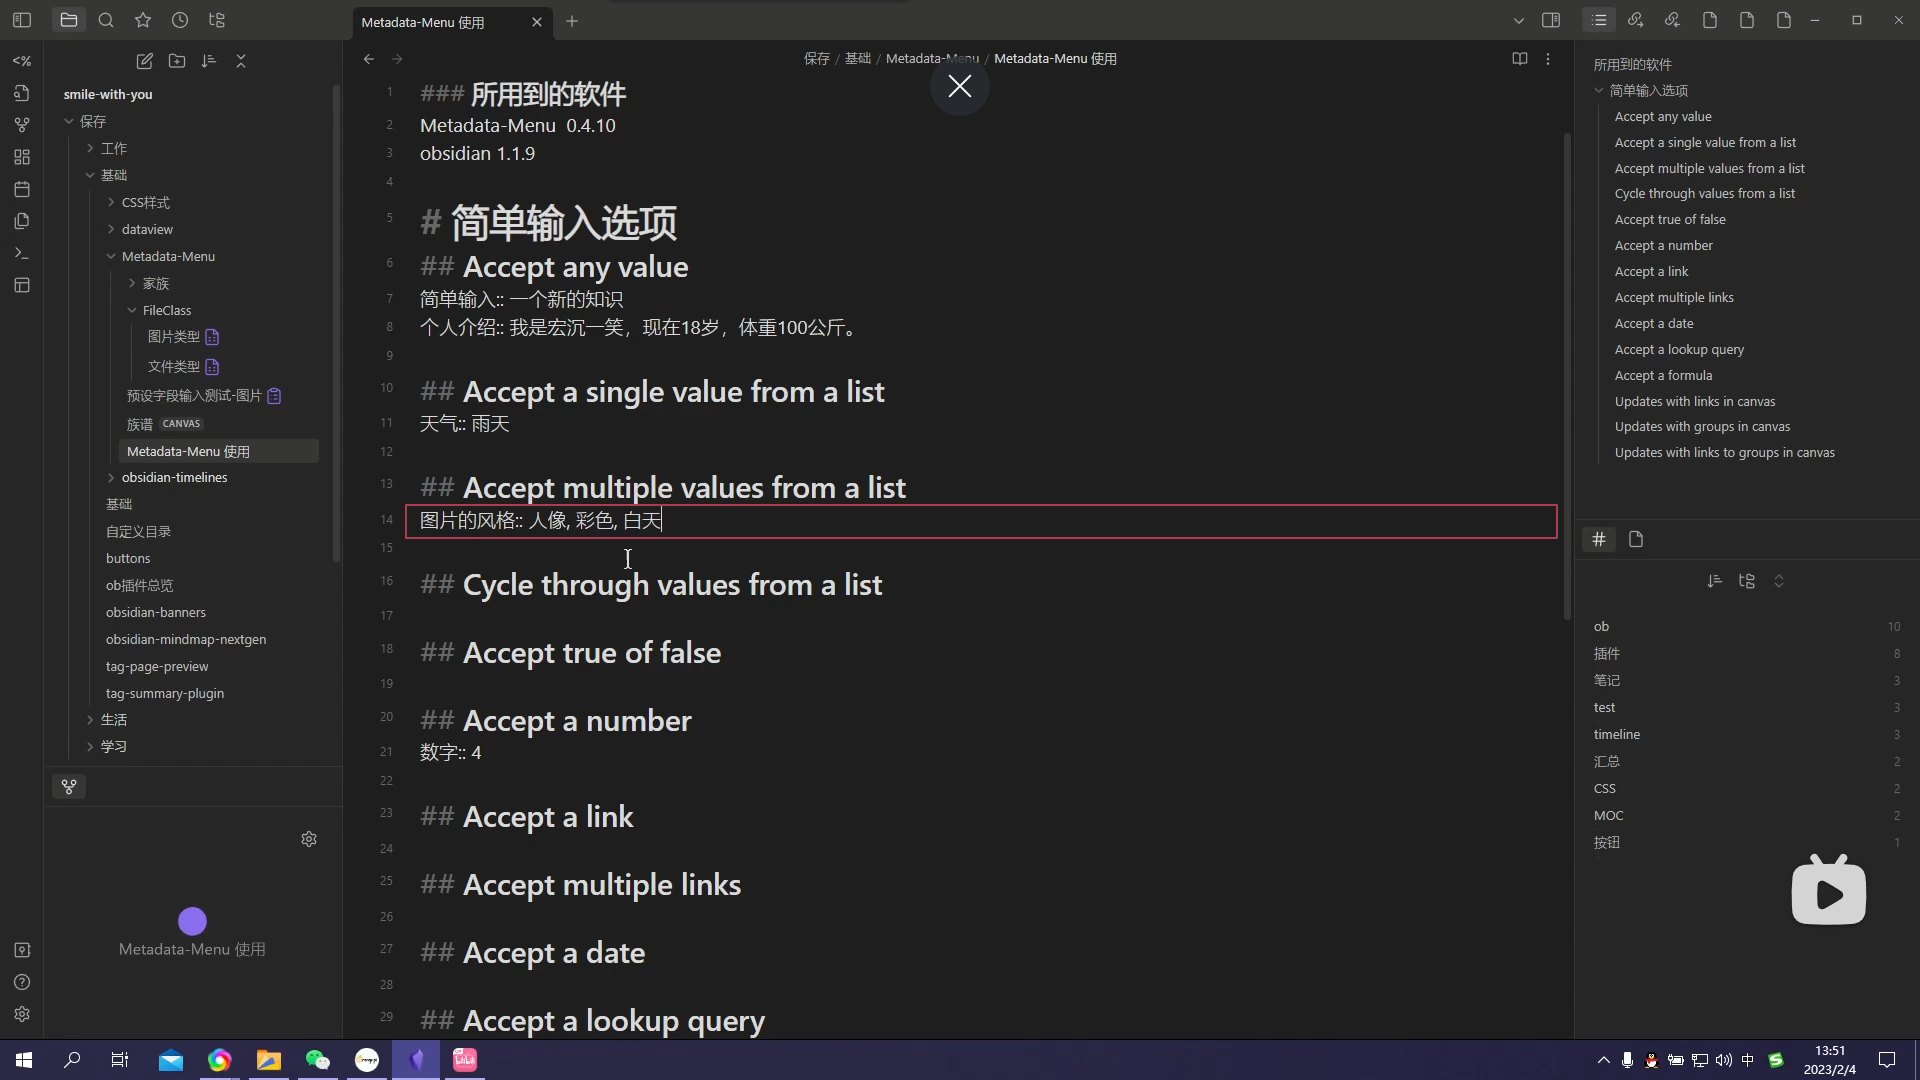 Metadata-Menu 使用
保存 / 基础 / Metadata-Menu / Metadata-Menu 使用
smile-with-you
保存
工作
基础
CSS样式
dataview
Metadata-Menu
家族
FileClass
图片类型
文件类型
预设字段输入测试-图片
族谱 CANVAS
Metadata-Menu 使用
obsidian-timelines
基础
自定义目录
buttons
ob插件总览
obsidian-banners
obsidian-mindmap-nextgen
tag-page-preview
tag-summary-plugin
生活
学习
Metadata-Menu 使用
1 ### 所用到的软件
2 Metadata-Menu 0.4.10
3 obsidian 1.1.9
4
5 # 简单输入选项
6 ## Accept any value
7 简单输入:: 一个新的知识
8 个人介绍:: 我是宏沉一笑，现在18岁，体重100公斤。
9
10 ## Accept a single value from a list
11 天气:: 雨天
12
13 ## Accept multiple values from a list
14 图片的风格:: 人像, 彩色, 白天
15
16 ## Cycle through values from a list
17
18 ## Accept true of false
19
20 ## Accept a number
21 数字:: 4
22
23 ## Accept a link
24
25 ## Accept multiple links
26
27 ## Accept a date
28
29 ## Accept a lookup query
所用到的软件
简单输入选项
Accept any value
Accept a single value from a list
Accept multiple values from a list
Cycle through values from a list
Accept true of false
Accept a number
Accept a link
Accept multiple links
Accept a date
Accept a lookup query
Accept a formula
Updates with links in canvas
Updates with groups in canvas
Updates with links to groups in canvas
ob 10
插件 8
笔记 3
test 3
timeline 3
汇总 2
CSS 2
MOC 2
按钮 1
bilibili
中
13:51
2023/2/4